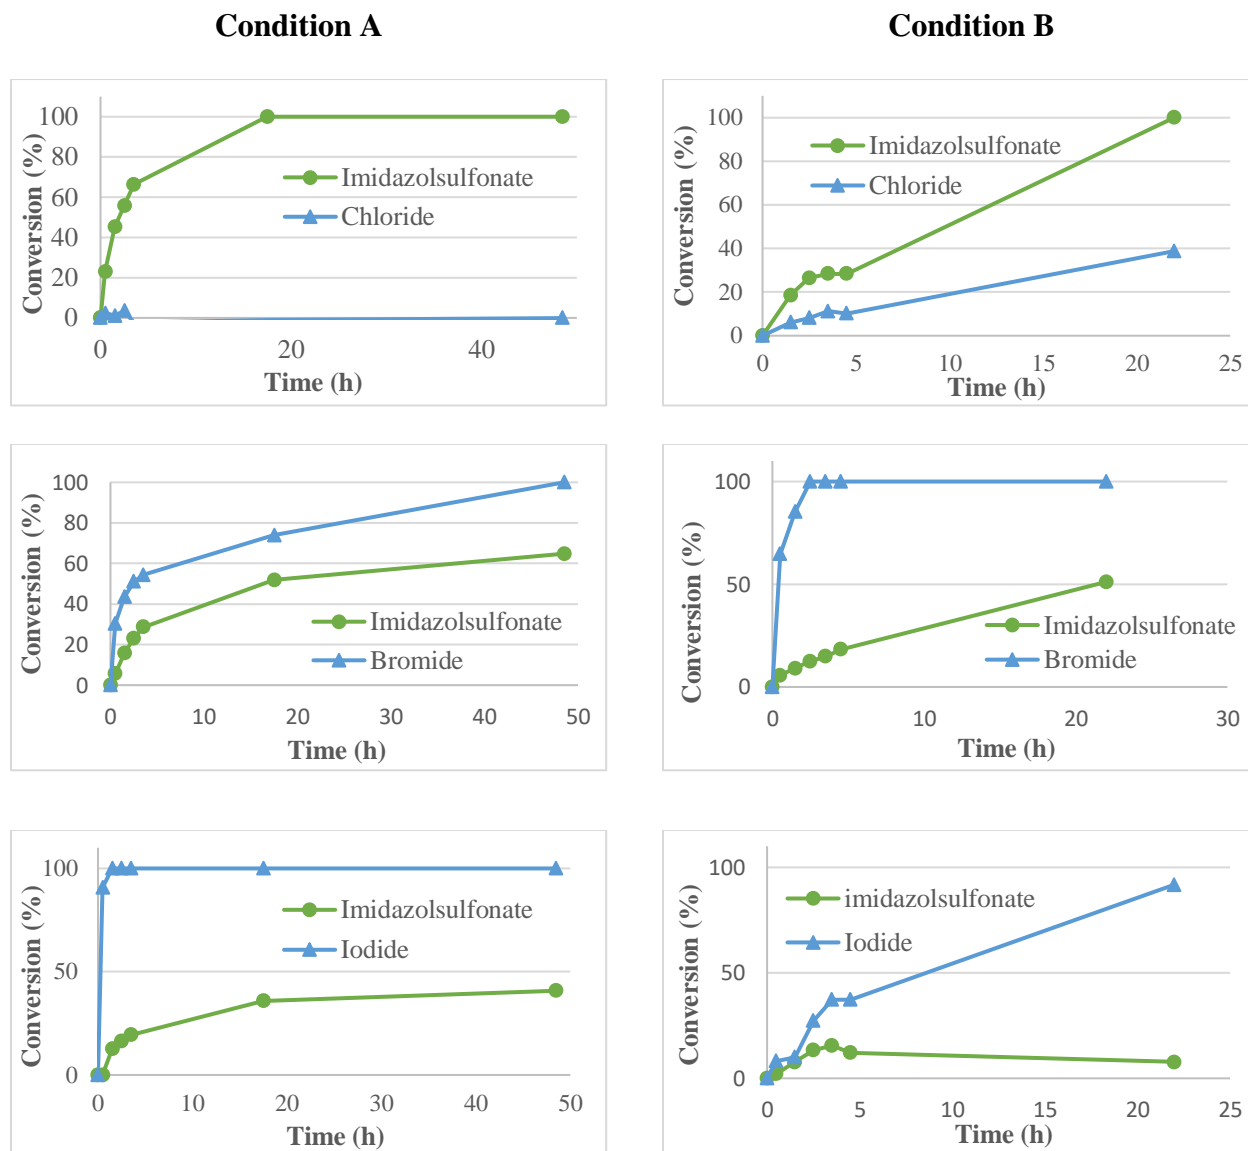 Condition A
Condition B
Conversion (%)
100
80
60
40
20
0
Imidazolsulfonate
Chloride
0 20 40
Time (h)
Conversion (%)
100
80
60
40
20
0
Imidazolsulfonate
Chloride
0 5 10 15 20 25
Time (h)
Conversion (%)
100
80
60
40
20
0
Imidazolsulfonate
Bromide
0 10 20 30 40 50
Time (h)
Conversion (%)
100
50
0
Imidazolsulfonate
Bromide
0 10 20 30
Time (h)
Conversion (%)
100
50
0
Imidazolsulfonate
Iodide
0 10 20 30 40 50
Time (h)
Conversion (%)
100
50
0
imidazolsulfonate
Iodide
0 5 10 15 20 25
Time (h)